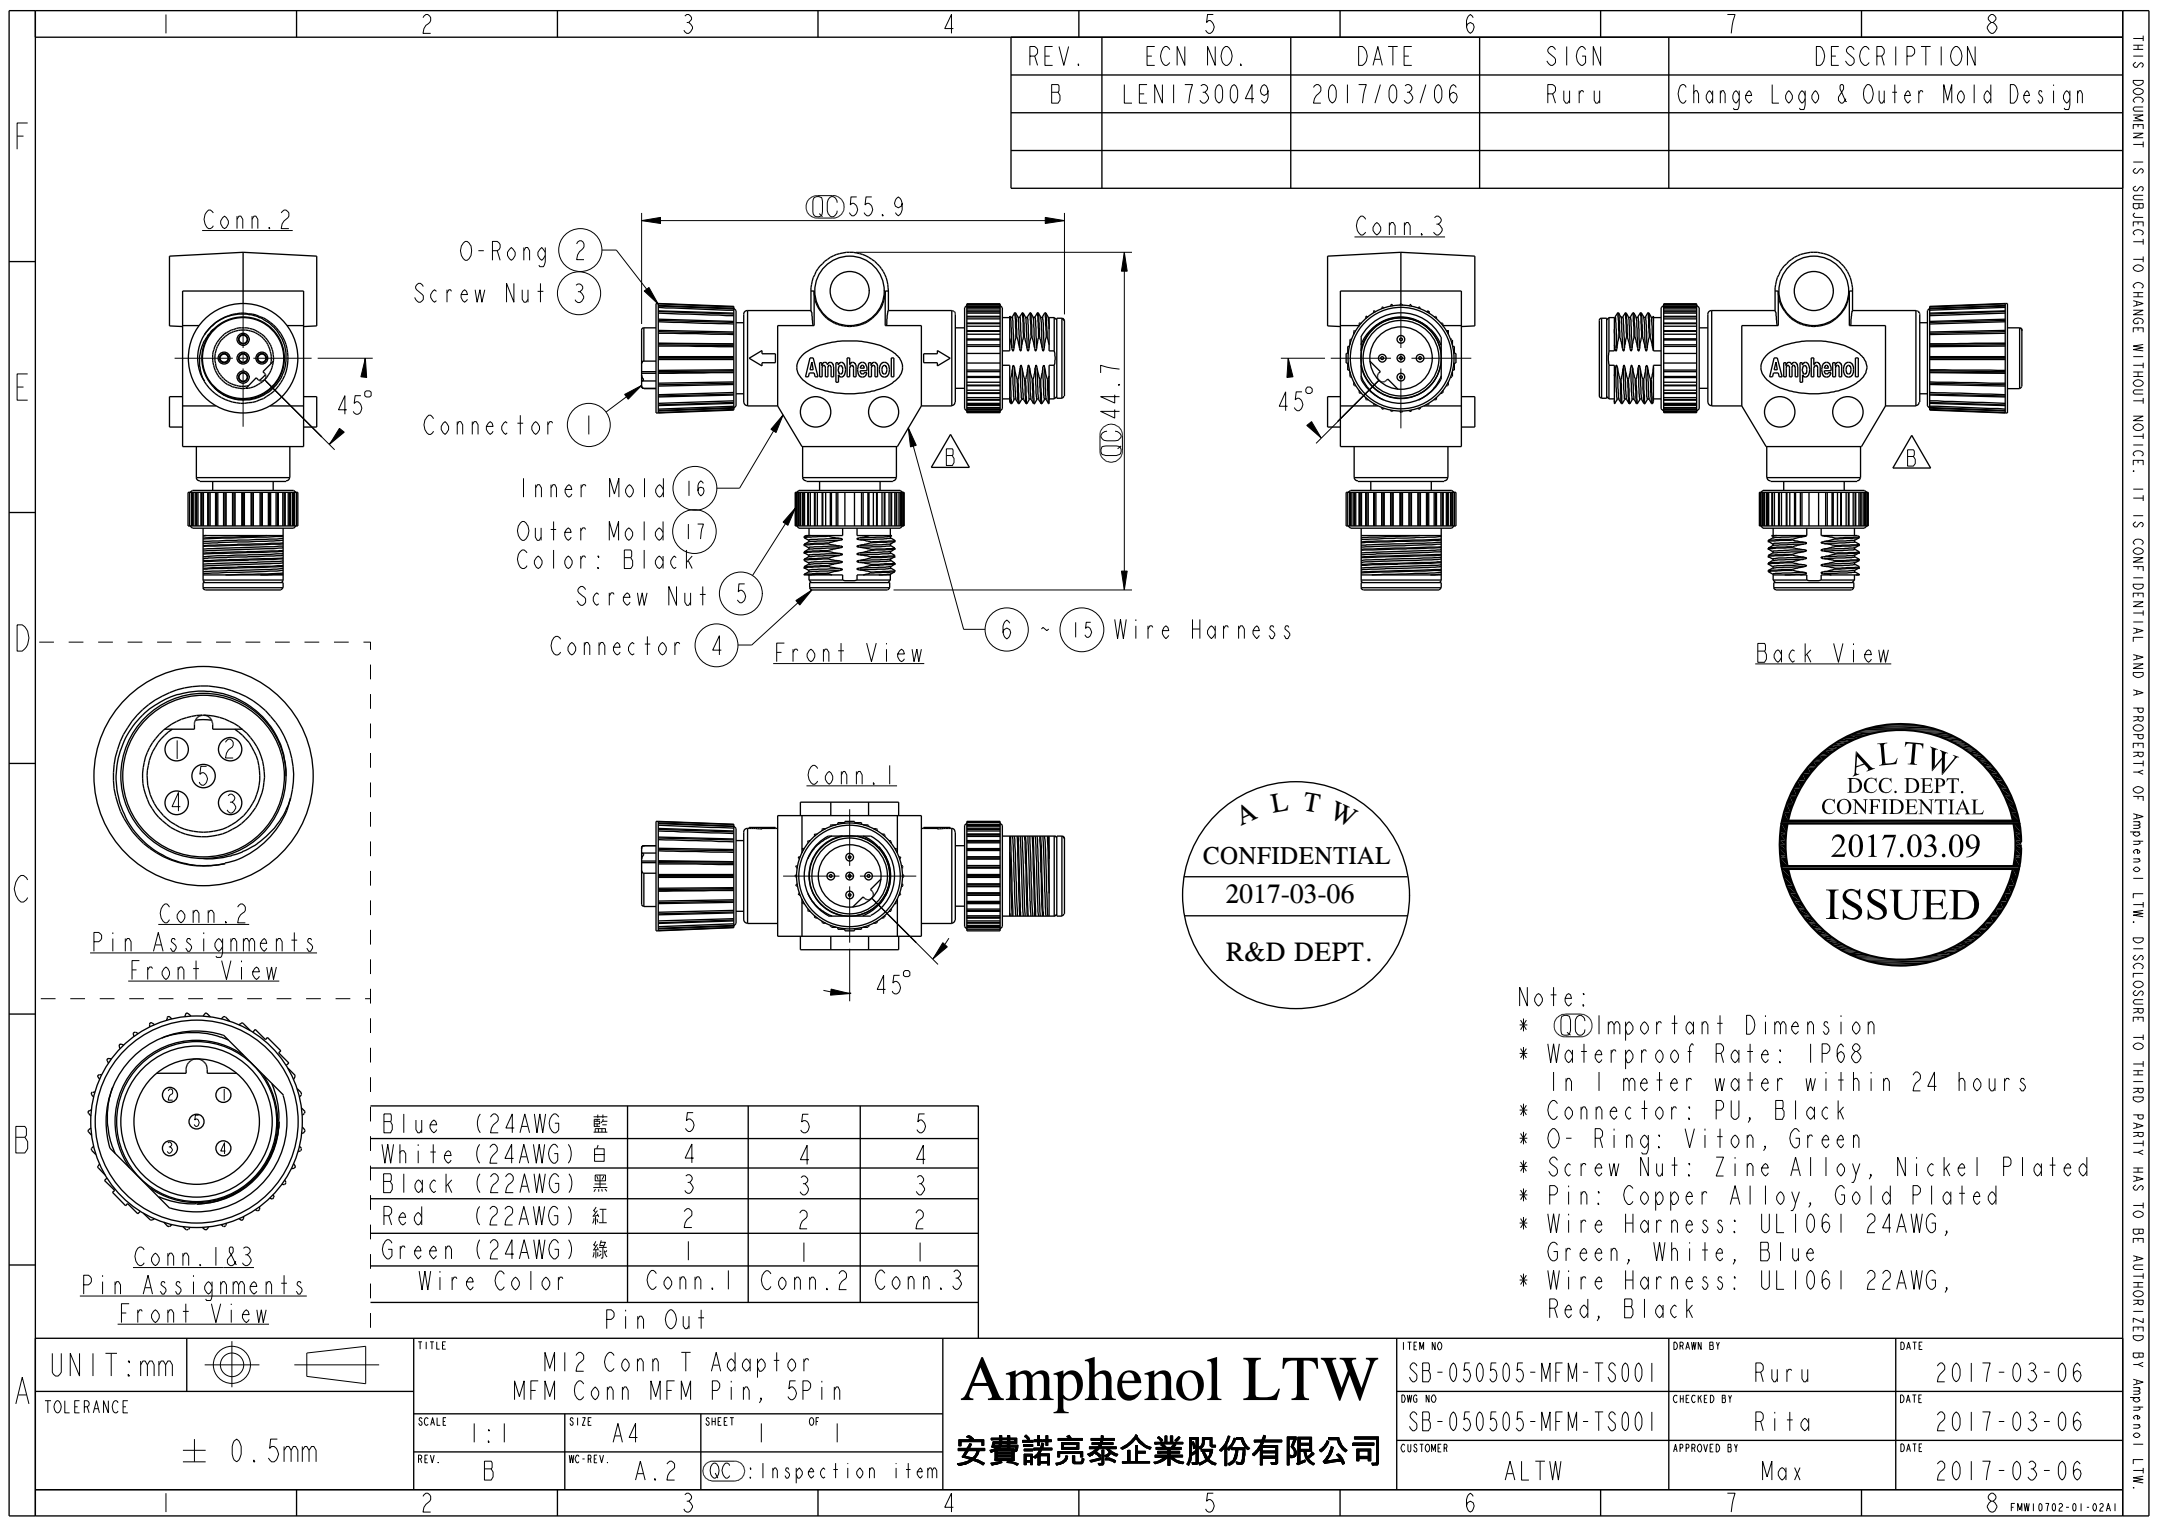 1 2 3 4 5 6 7 8
REV. ECN NO. DATE SIGN DESCRIPTION
B LEN1730049 2017/03/06 Ruru Change Logo & Outer Mold Design
F
E
D
C
B
A
Conn.2
45°
QC 55.9
O-Rong 2
Screw Nut 3
Connector 1
Inner Mold 16
Outer Mold 17
Color: Black
Screw Nut 5
Connector 4
Amphenol
B
QC 44.7
6 ~ 15 Wire Harness
Front View
Conn.3
45°
Amphenol
B
Back View
1 2
5
4 3
Conn.2
Pin Assignments
Front View
2 1
5
3 4
Conn.1&3
Pin Assignments
Front View
Conn.1
45°
ALTW
CONFIDENTIAL
2017-03-06
R&D DEPT.
ALTW
DCC. DEPT.
CONFIDENTIAL
2017.03.09
ISSUED
Note:
* QC Important Dimension
* Waterproof Rate: IP68
In 1 meter water within 24 hours
* Connector: PU, Black
* O- Ring: Viton, Green
* Screw Nut: Zine Alloy, Nickel Plated
* Pin: Copper Alloy, Gold Plated
* Wire Harness: UL1061 24AWG,
Green, White, Blue
* Wire Harness: UL1061 22AWG,
Red, Black
Blue (24AWG 藍 5 5 5
White (24AWG) 白 4 4 4
Black (22AWG) 黑 3 3 3
Red (22AWG) 紅 2 2 2
Green (24AWG) 綠 1 1 1
Wire Color Conn.1 Conn.2 Conn.3
Pin Out
UNIT:mm
TOLERANCE
± 0.5mm
TITLE
M12 Conn T Adaptor
MFM Conn MFM Pin, 5Pin
SCALE 1:1 SIZE A4 SHEET 1 OF 1
REV. B WC-REV. A.2 QC:Inspection item
Amphenol LTW
安費諾亮泰企業股份有限公司
ITEM NO SB-050505-MFM-TS001 DRAWN BY Ruru DATE 2017-03-06
DWG NO SB-050505-MFM-TS001 CHECKED BY Rita DATE 2017-03-06
CUSTOMER ALTW APPROVED BY Max DATE 2017-03-06
1 2 3 4 5 6 7 8 FMW10702-01-02A1
THIS DOCUMENT IS SUBJECT TO CHANGE WITHOUT NOTICE. IT IS CONFIDENTIAL AND A PROPERTY OF Amphenol LTW. DISCLOSURE TO THIRD PARTY HAS TO BE AUTHORIZED BY Amphenol LTW.